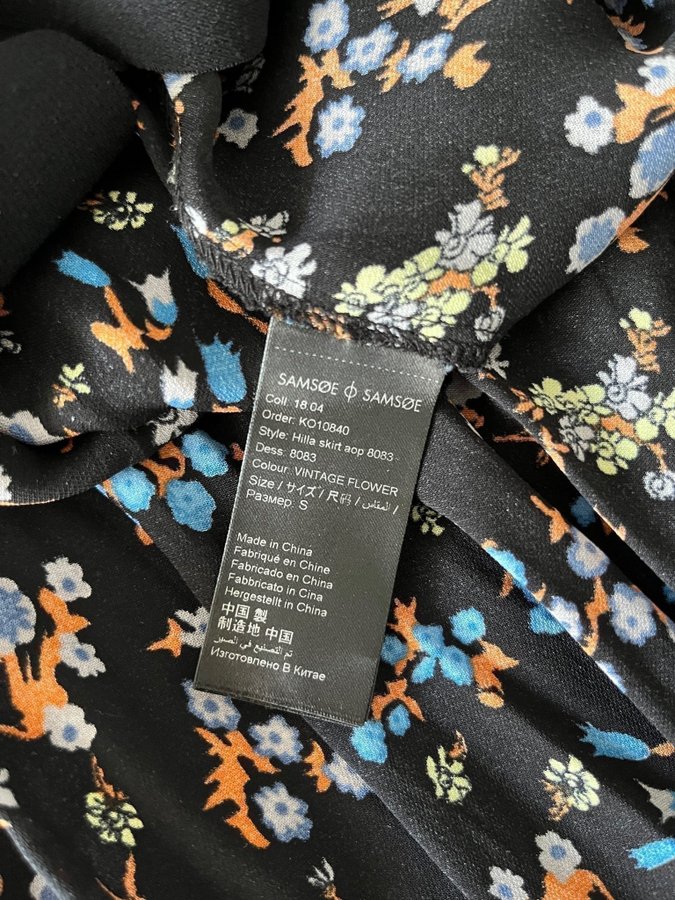 SAMSØE ɸ SAMSØE
Coll: 18.04
Order: KO10840
Style: Hilla skirt aop 8083-
Dess: 8083
Colour: VINTAGE FLOWER
Size / サイズ / 尺码 / المقاس /
Размер: S
Made in China
Fabriqué en Chine
Fabricado en China
Fabbricato in Cina
Hergestellt in China
中国 製
制造地 中国
تم التصنيع في الصين
Изготовлено В Китае